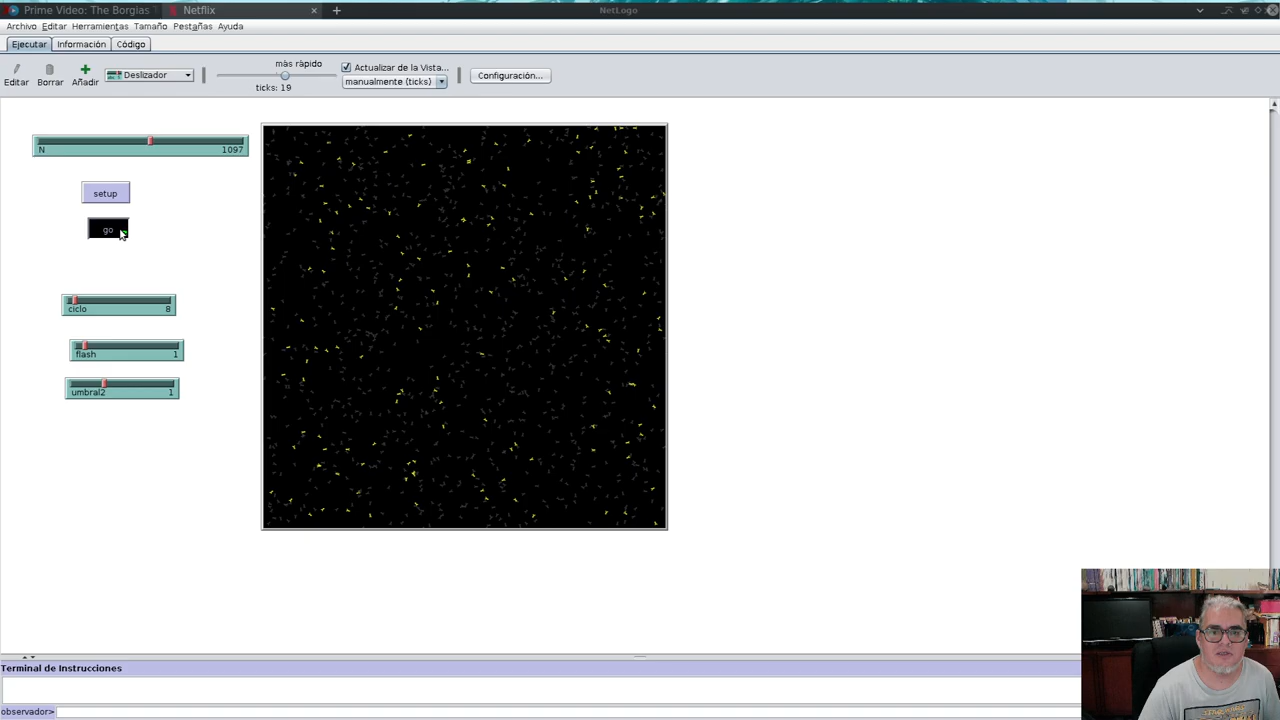 Prime Video: The Borgias
Netflix
NetLogo
Archivo Editar Herramientas Tamaño Pestañas Ayuda
Ejecutar Información Código
Editar Borrar Añadir
Deslizador
más rápido
ticks: 19
Actualizar de la Vista...
manualmente (ticks)
Configuración...
N 1097
setup
go
ciclo 8
flash 1
umbral2 1
Terminal de Instrucciones
observador>